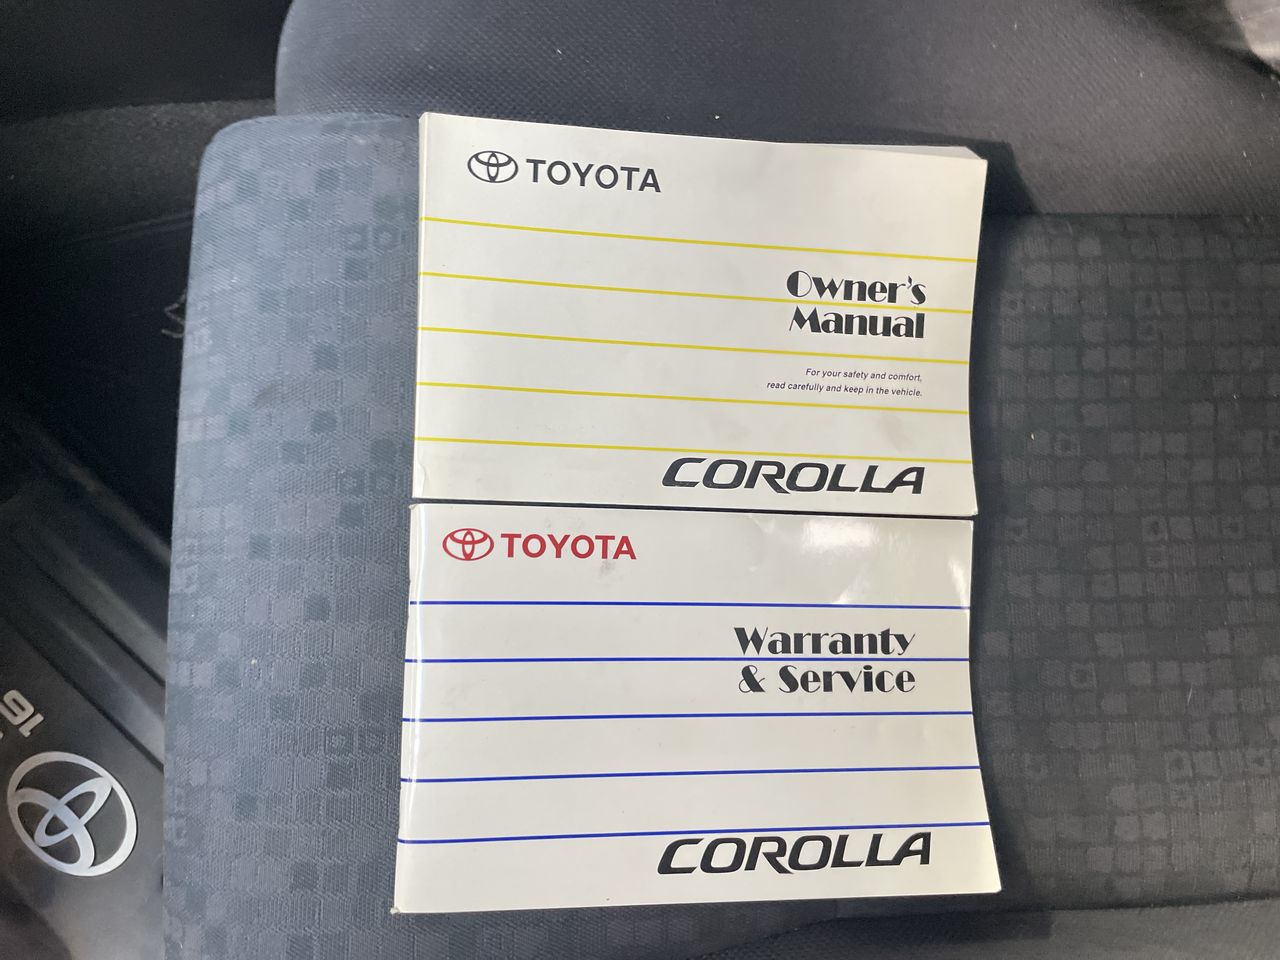 TOYOTA
Owner's
Manual
For your safety and comfort,
read carefully and keep in the vehicle.
COROLLA
TOYOTA
Warranty
& Service
COROLLA
16